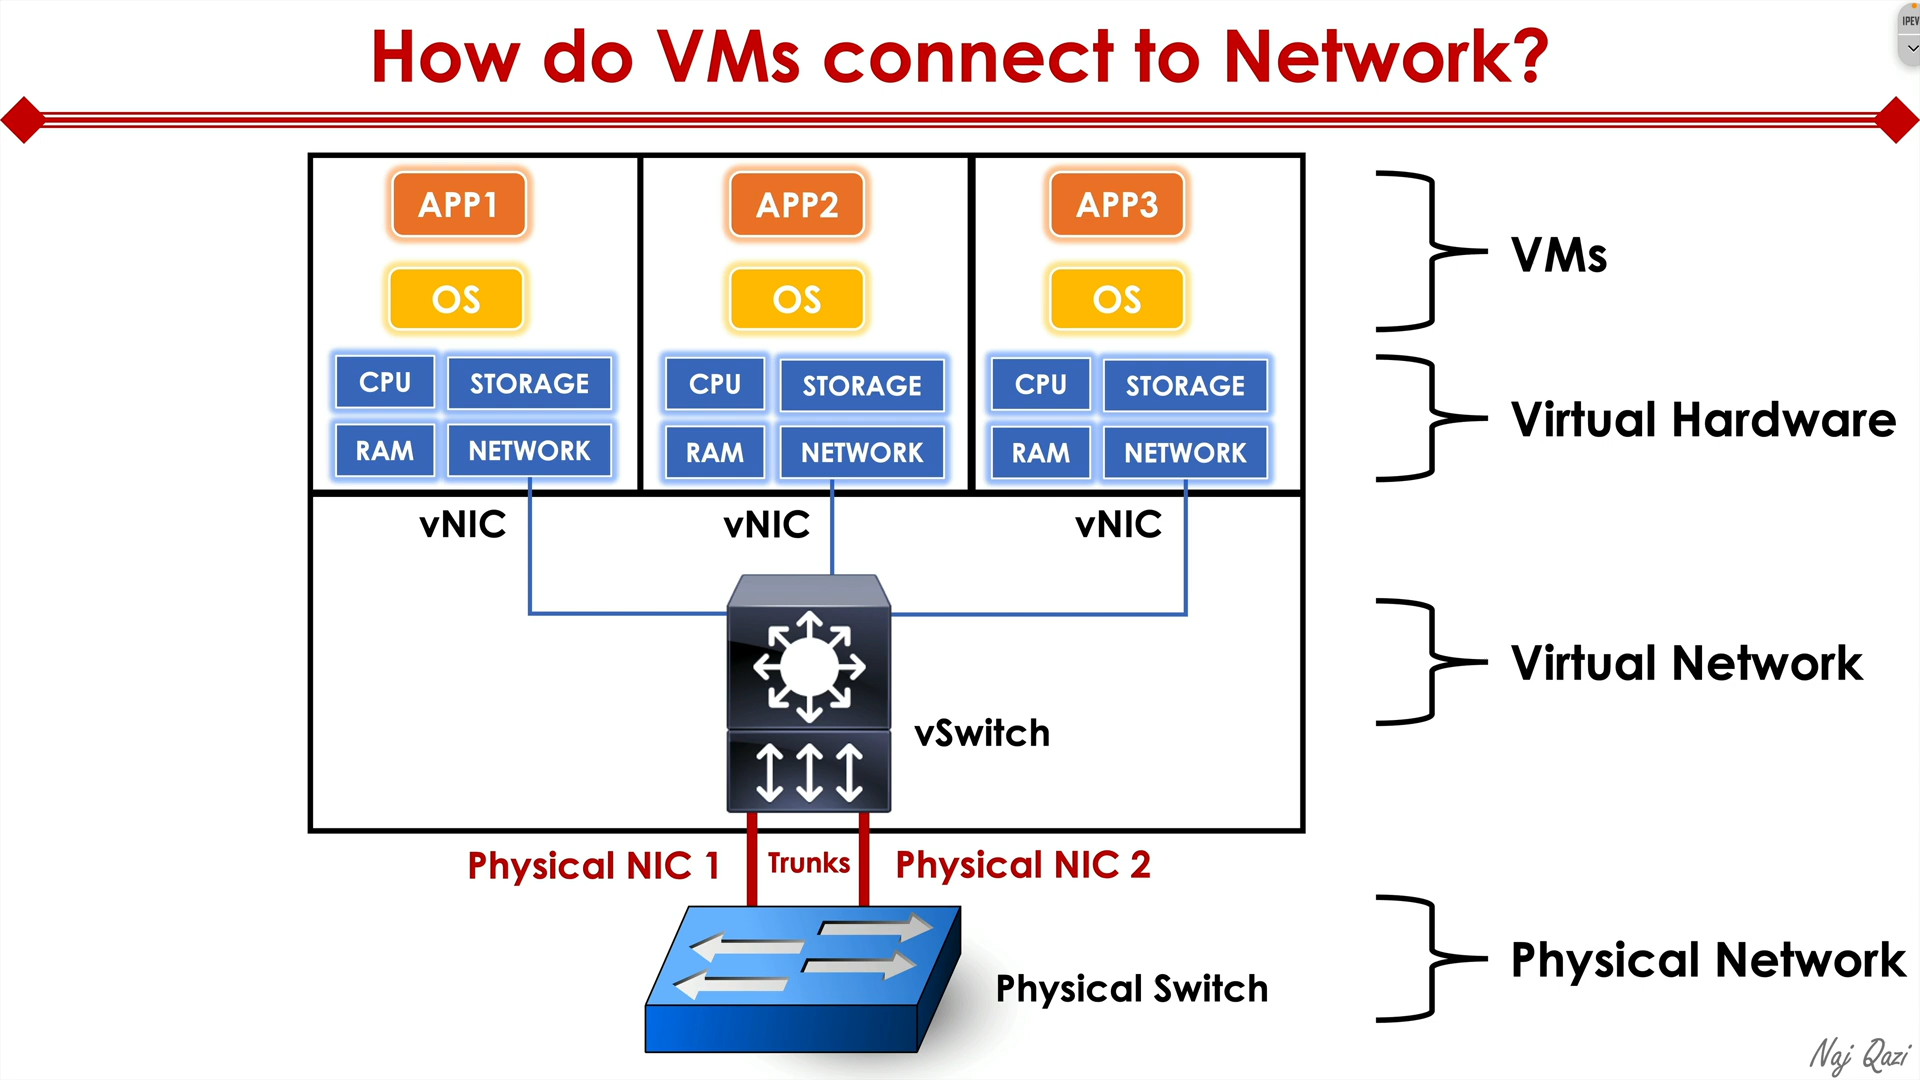 How do VMs connect to Network?
IPEV
APP1 APP2 APP3
VMs
OS OS OS
CPU STORAGE CPU STORAGE CPU STORAGE
Virtual Hardware
RAM NETWORK RAM NETWORK RAM NETWORK
vNIC vNIC vNIC
Virtual Network
vSwitch
Physical NIC 1 Trunks Physical NIC 2
Physical Network
Physical Switch
Naj Qazi